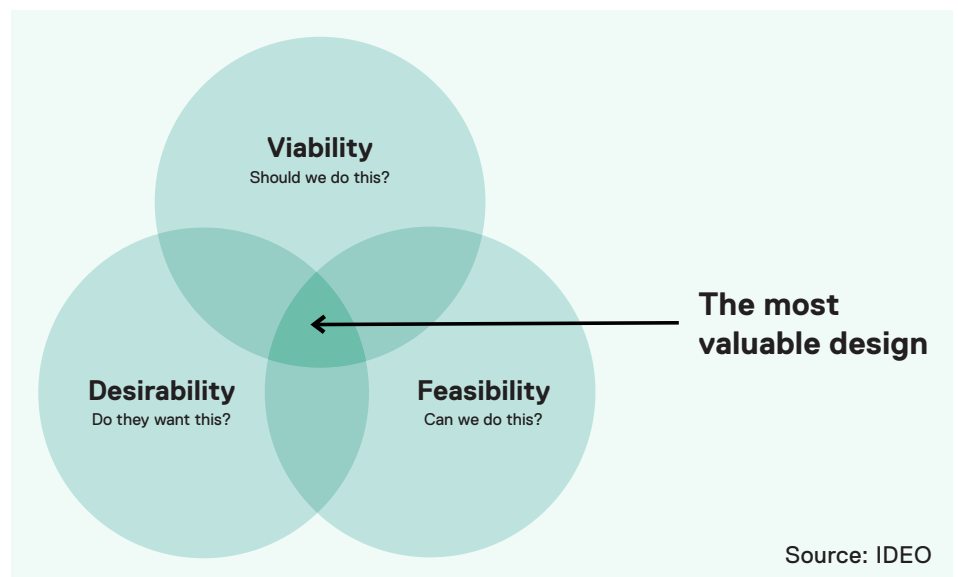 Viability
Should we do this?
The most
valuable design
Desirability
Do they want this?
Feasibility
Can we do this?
Source: IDEO